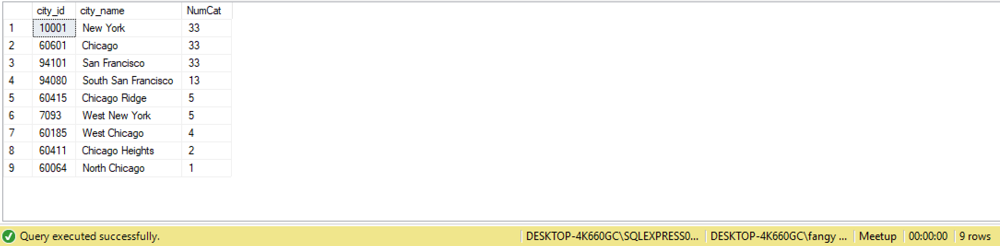 city_id city_name NumCat
1 10001 New York 33
2 60601 Chicago 33
3 94101 San Francisco 33
4 94080 South San Francisco 13
5 60415 Chicago Ridge 5
6 7093 West New York 5
7 60185 West Chicago 4
8 60411 Chicago Heights 2
9 60064 North Chicago 1
Query executed successfully. DESKTOP-4K660GC\SQLEXPRESS0... DESKTOP-4K660GC\fangy ... Meetup 00:00:00 9 rows